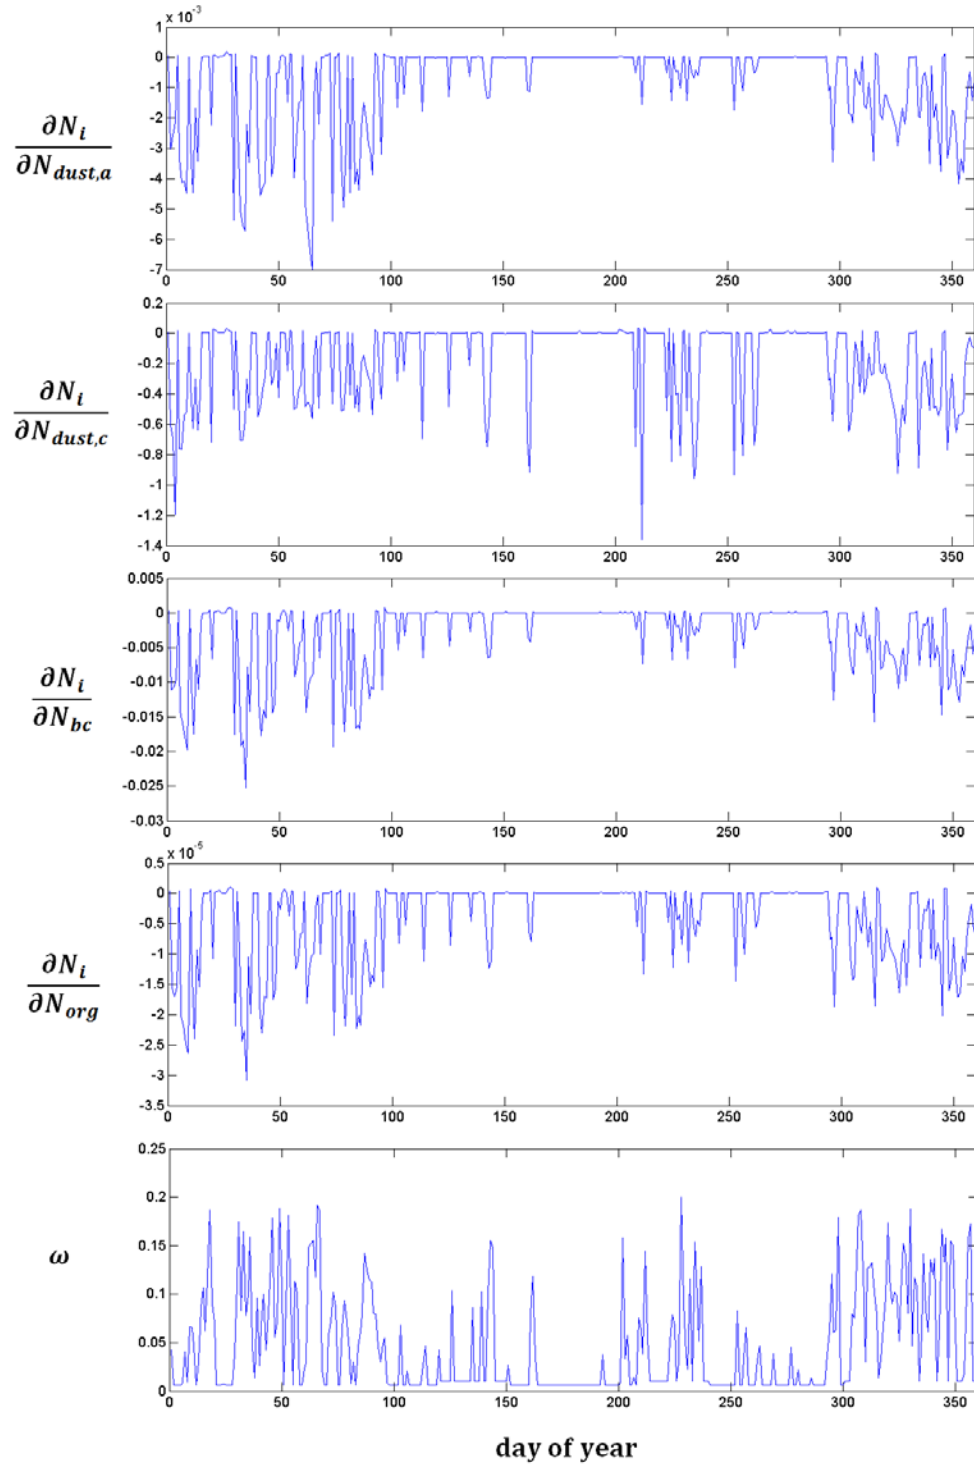 x 10⁻³
1
0
-1
-2
-3
-4
-5
-6
-7
0 50 100 150 200 250 300 350
∂Nᵢ
∂N_dust,a
0.2
0
-0.2
-0.4
-0.6
-0.8
-1
-1.2
-1.4
0 50 100 150 200 250 300 350
∂Nᵢ
∂N_dust,c
0.005
0
-0.005
-0.01
-0.015
-0.02
-0.025
-0.03
0 50 100 150 200 250 300 350
∂Nᵢ
∂N_bc
x 10⁻⁵
0.5
0
-0.5
-1
-1.5
-2
-2.5
-3
-3.5
0 50 100 150 200 250 300 350
∂Nᵢ
∂N_org
0.25
0.2
0.15
0.1
0.05
0
0 50 100 150 200 250 300 350
ω
day of year